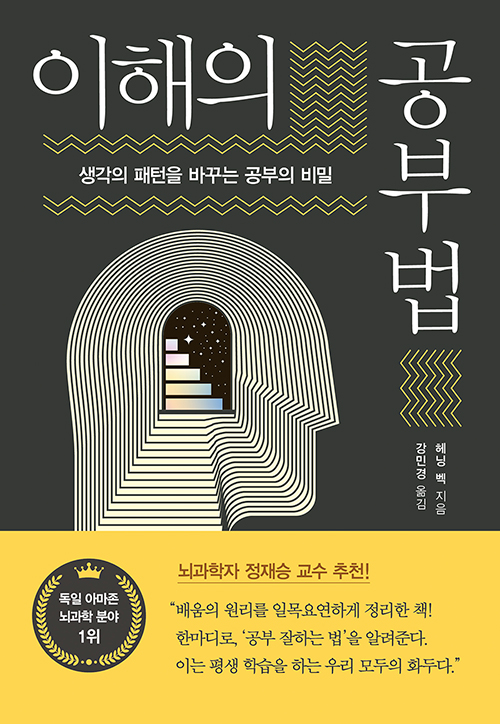 이해의
공부법
생각의 패턴을 바꾸는 공부의 비밀
헤닝 벡 지음
강민경 옮김
뇌과학자 정재승 교수 추천!
독일 아마존
뇌과학 분야
1위
“배움의 원리를 일목요연하게 정리한 책!
한마디로, ‘공부 잘하는 법’을 알려준다.
이는 평생 학습을 하는 우리 모두의 화두다.”